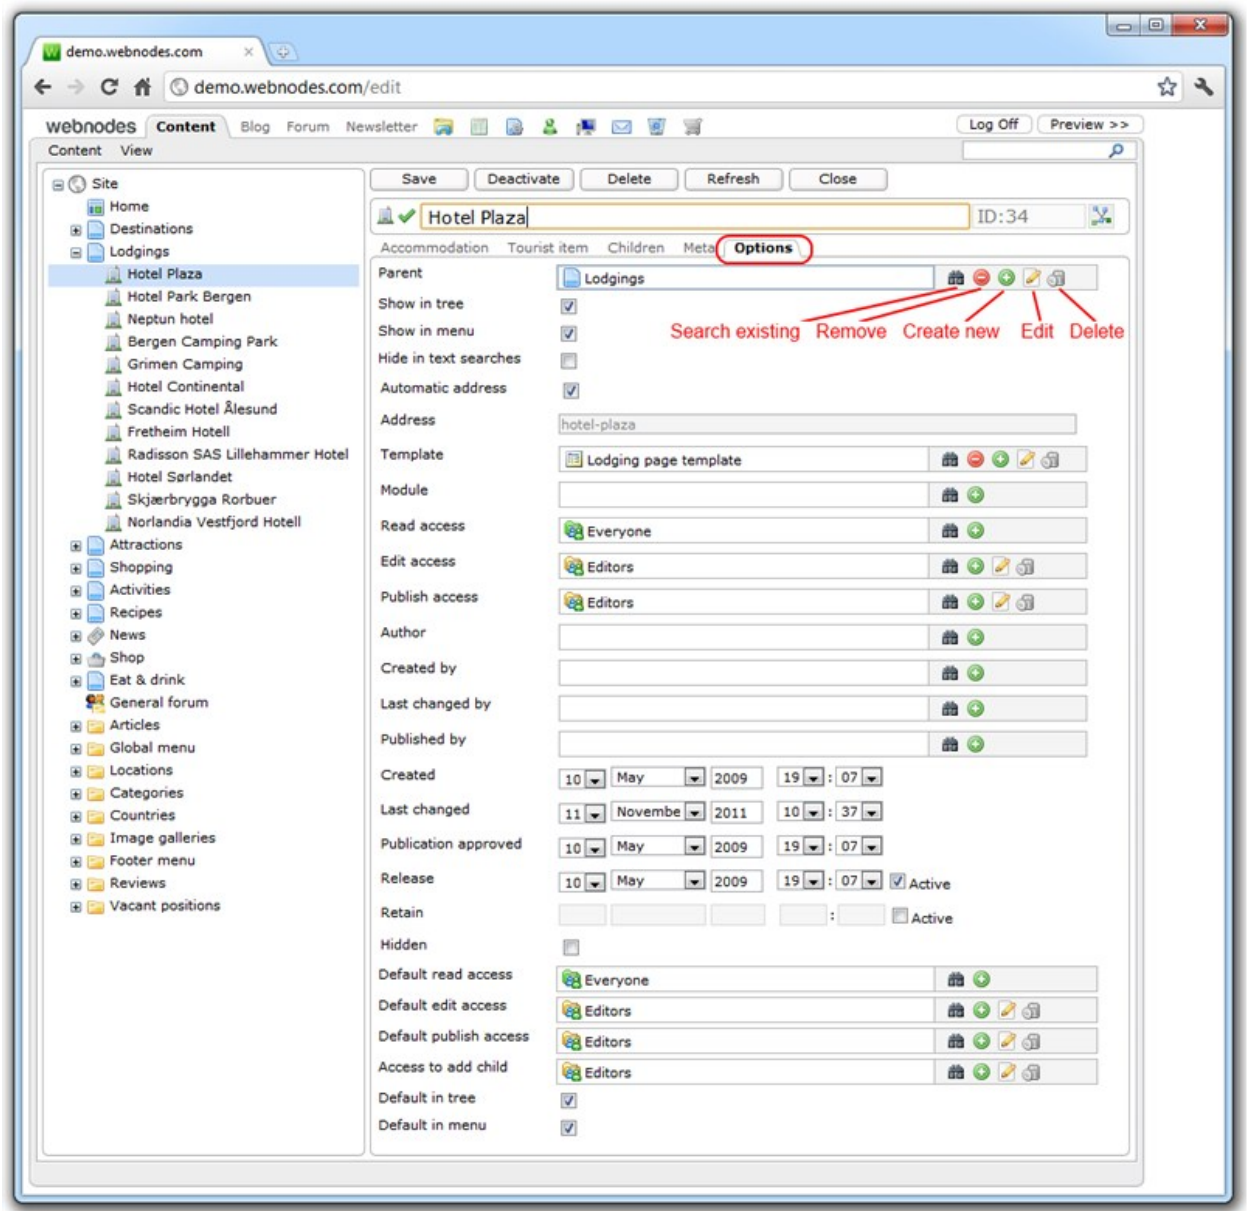 demo.webnodes.com
demo.webnodes.com/edit
webnodes Content Blog Forum Newsletter Log Off Preview >>
Content View
Site
Home
Destinations
Lodgings
Hotel Plaza
Hotel Park Bergen
Neptun hotel
Bergen Camping Park
Grimen Camping
Hotel Continental
Scandic Hotel Ålesund
Fretheim Hotell
Radisson SAS Lillehammer Hotel
Hotel Sørlandet
Skjærbrygga Rorbuer
Norlandia Vestfjord Hotell
Attractions
Shopping
Activities
Recipes
News
Shop
Eat & drink
General forum
Articles
Global menu
Locations
Categories
Countries
Image galleries
Footer menu
Reviews
Vacant positions
Save Deactivate Delete Refresh Close
Hotel Plaza ID:34
Accommodation Tourist item Children Meta Options
Parent Lodgings
Show in tree
Show in menu
Search existing Remove Create new Edit Delete
Hide in text searches
Automatic address
Address hotel-plaza
Template Lodging page template
Module
Read access Everyone
Edit access Editors
Publish access Editors
Author
Created by
Last changed by
Published by
Created 10 May 2009 19 : 07
Last changed 11 Novembe 2011 10 : 37
Publication approved 10 May 2009 19 : 07
Release 10 May 2009 19 : 07 Active
Retain : Active
Hidden
Default read access Everyone
Default edit access Editors
Default publish access Editors
Access to add child Editors
Default in tree
Default in menu